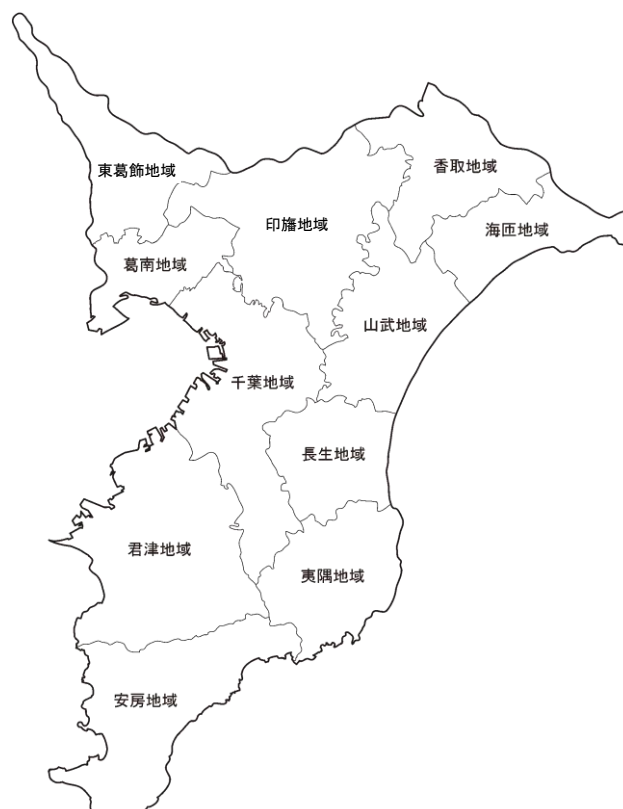 東葛飾地域
香取地域
印旛地域
海匝地域
葛南地域
山武地域
千葉地域
長生地域
君津地域
夷隅地域
安房地域